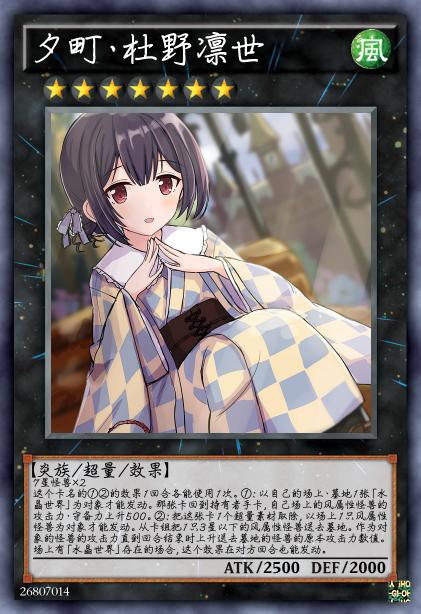 夕町·杜野凛世
風
【炎族/超量/效果】
7星怪兽×2
这个卡名的①②的效果1回合各能使用1次。①：以自己的场上·墓地1张「水
晶世界」为对象才能发动。那张卡回到持有者手卡，自己场上的风属性怪兽的
攻击力·守备力上升500。②：把这张卡1个超量素材取除，以场上1只风属性
怪兽为对象才能发动。从卡组把1只3星以下的风属性怪兽送去墓地。作为对
象的怪兽的攻击力直到回合结束时上升送去墓地的怪兽的原本攻击力数值。
场上有「水晶世界」存在的场合，这个效果在对方回合也能发动。
ATK/2500 DEF/2000
26807014